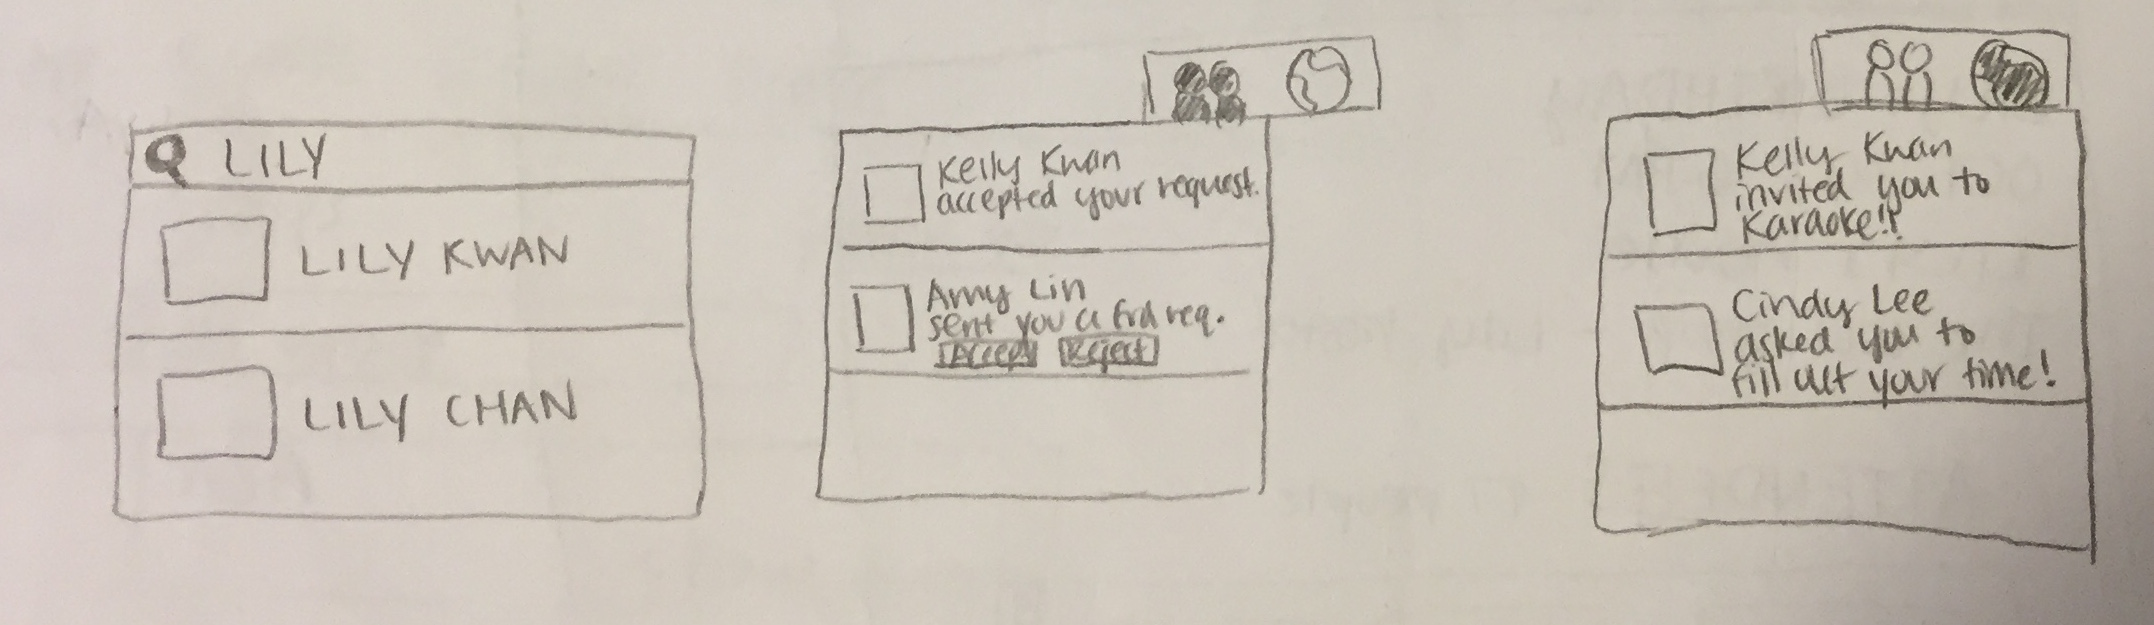 LILY
LILY KWAN
LILY CHAN
Kelly Kwan
accepted your request.
Amy Lin
sent you a frd req.
Accept Reject
Kelly Kwan
invited you to
Karaoke!!
Cindy Lee
asked you to
fill out your time!